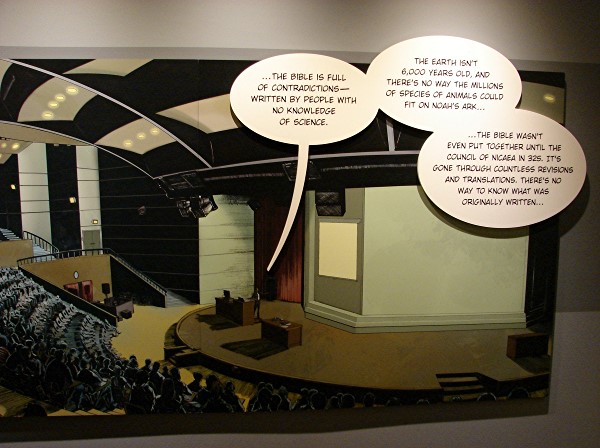 ...THE BIBLE IS FULL
OF CONTRADICTIONS—
WRITTEN BY PEOPLE WITH
NO KNOWLEDGE
OF SCIENCE.
THE EARTH ISN'T
6,000 YEARS OLD, AND
THERE'S NO WAY THE MILLIONS
OF SPECIES OF ANIMALS COULD
FIT ON NOAH'S ARK...
...THE BIBLE WASN'T
EVEN PUT TOGETHER UNTIL THE
COUNCIL OF NICAEA IN 325. IT'S
GONE THROUGH COUNTLESS REVISIONS
AND TRANSLATIONS. THERE'S NO
WAY TO KNOW WHAT WAS
ORIGINALLY WRITTEN...